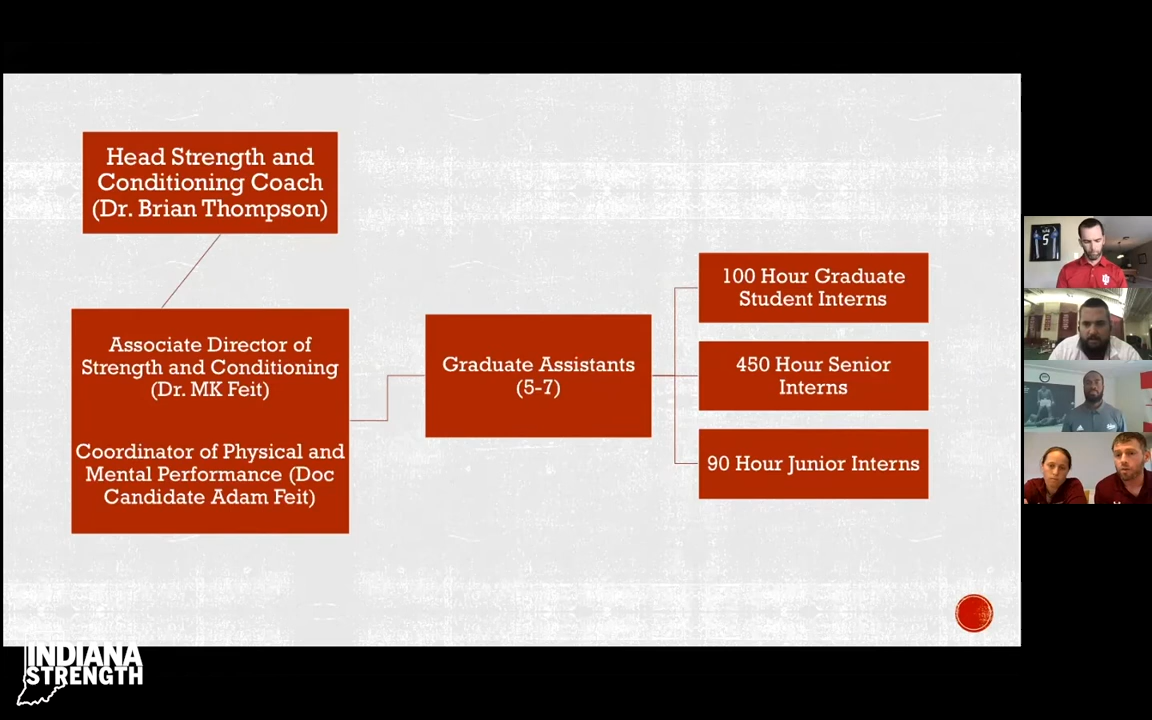 Head Strength and
Conditioning Coach
(Dr. Brian Thompson)
Associate Director of
Strength and Conditioning
(Dr. MK Feit)
Coordinator of Physical and
Mental Performance (Doc
Candidate Adam Feit)
Graduate Assistants
(5-7)
100 Hour Graduate
Student Interns
450 Hour Senior
Interns
90 Hour Junior Interns
INDIANA
STRENGTH
5